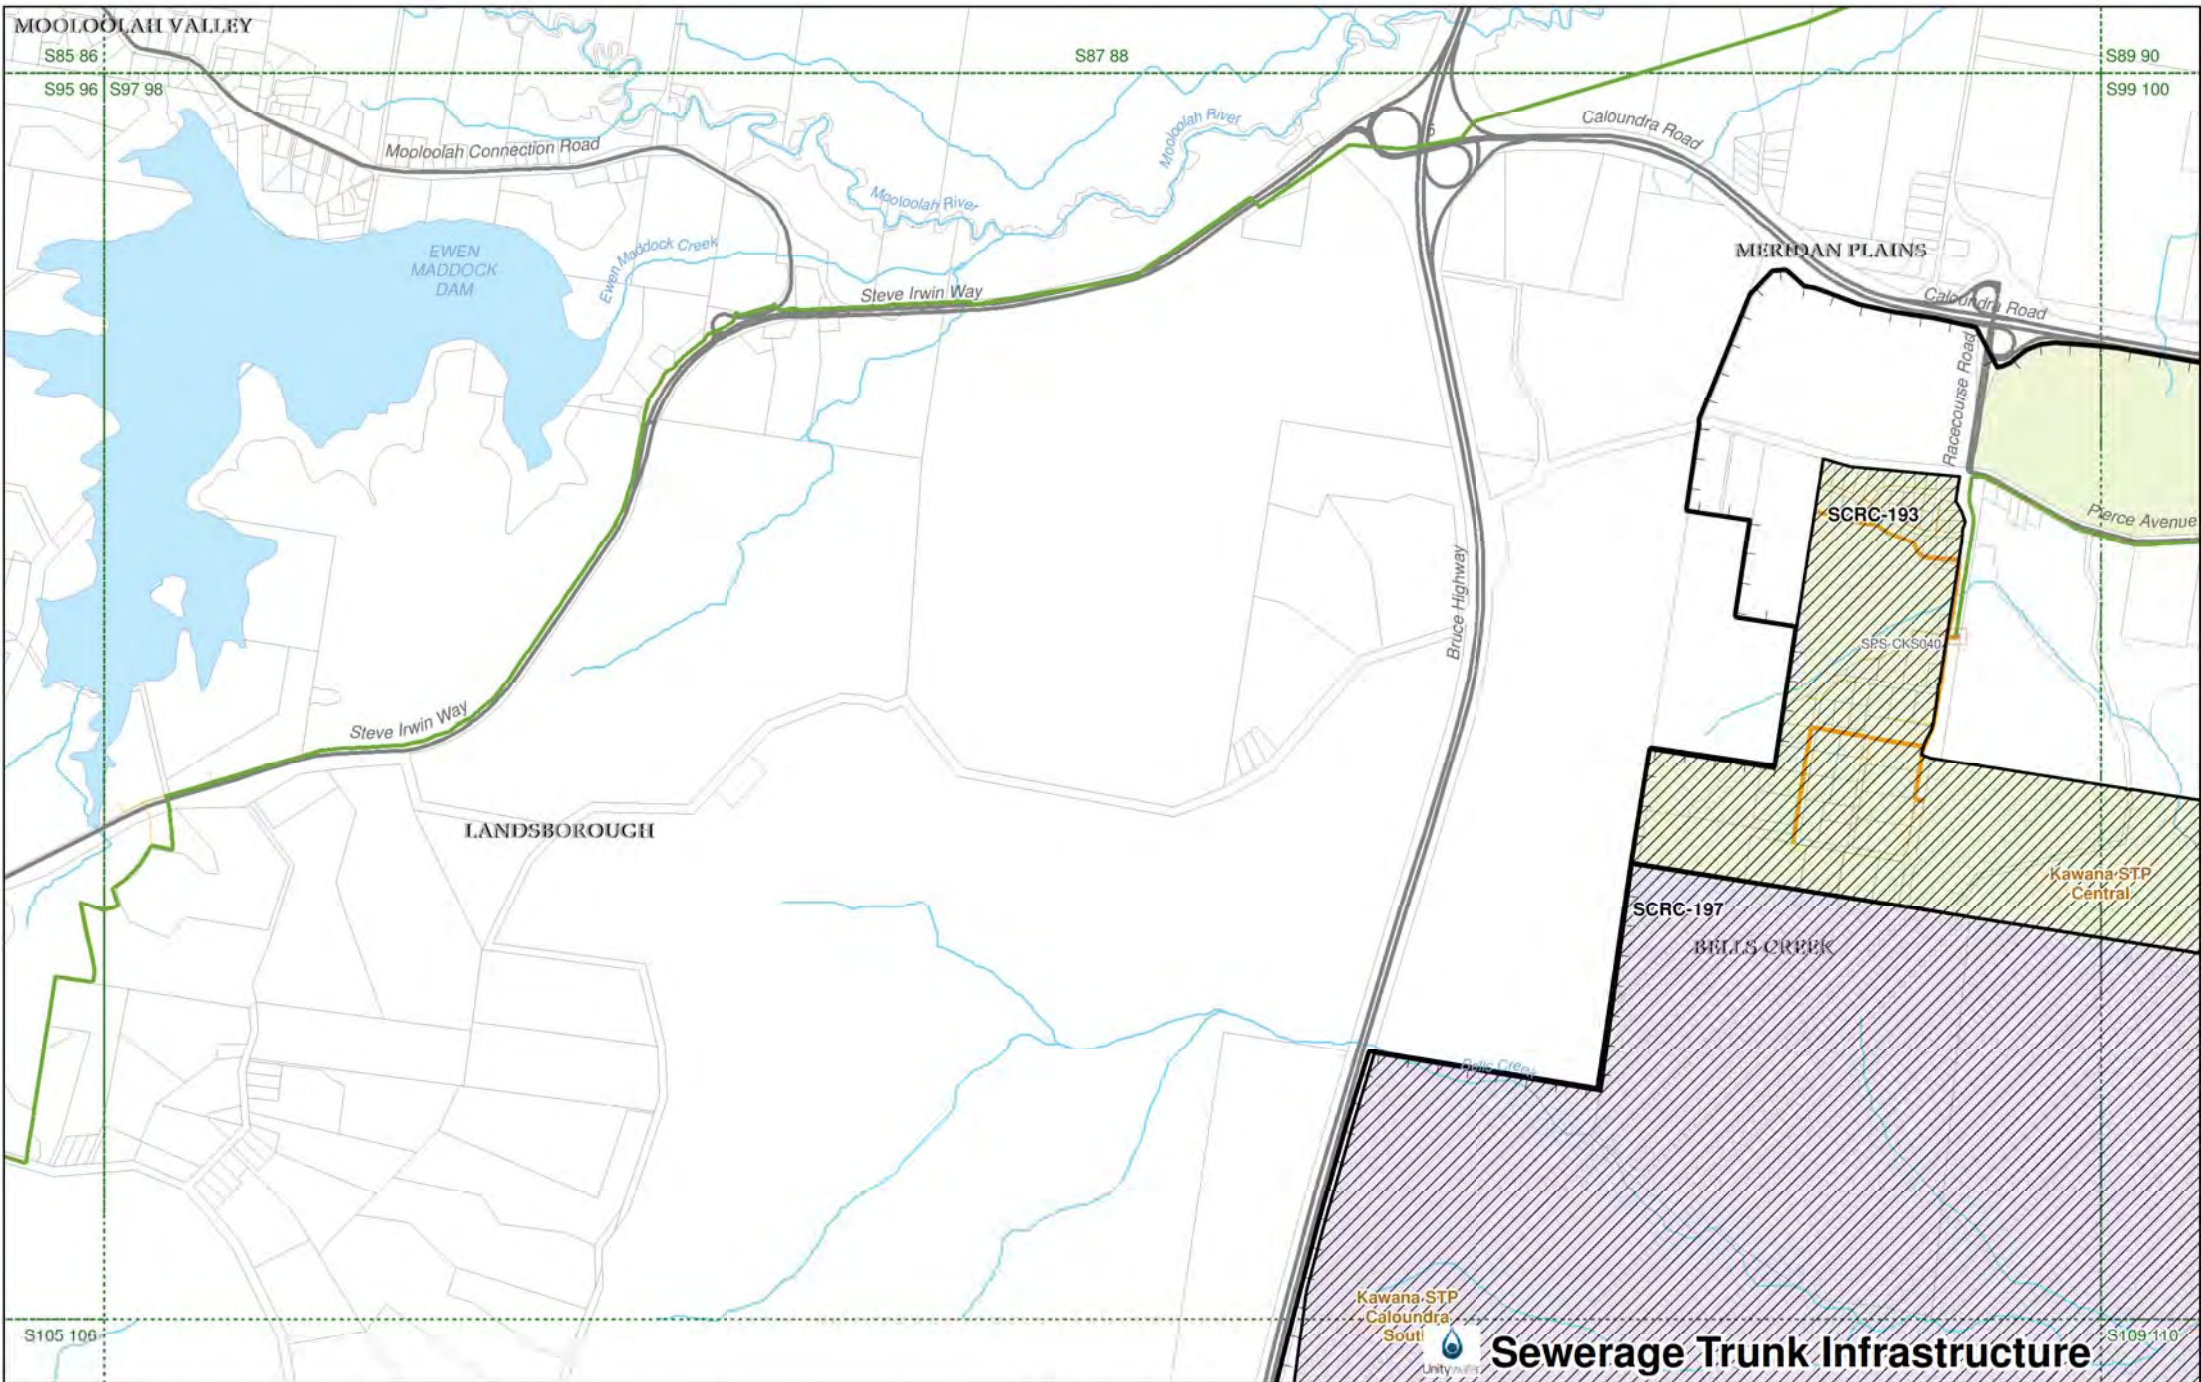 MOOLOOLAH VALLEY
S85 86
S87 88
S89 90
S95 96
S97 98
S99 100
Mooloolah Connection Road
Mooloolah River
Mooloolah River
6
Caloundra Road
EWEN
MADDOCK
DAM
Ewen Maddock Creek
Steve Irwin Way
MERIDAN PLAINS
Caloundra Road
Racecourse Road
SCRC-193
Pierce Avenue
Bruce Highway
SPS-CKS040
Steve Irwin Way
LANDSBOROUGH
Kawana STP
Central
SCRC-197
BELLS CREEK
Bells Creek
Kawana STP
Caloundra
Sout
S105 106
Unitywater
Sewerage Trunk Infrastructure
S109 110